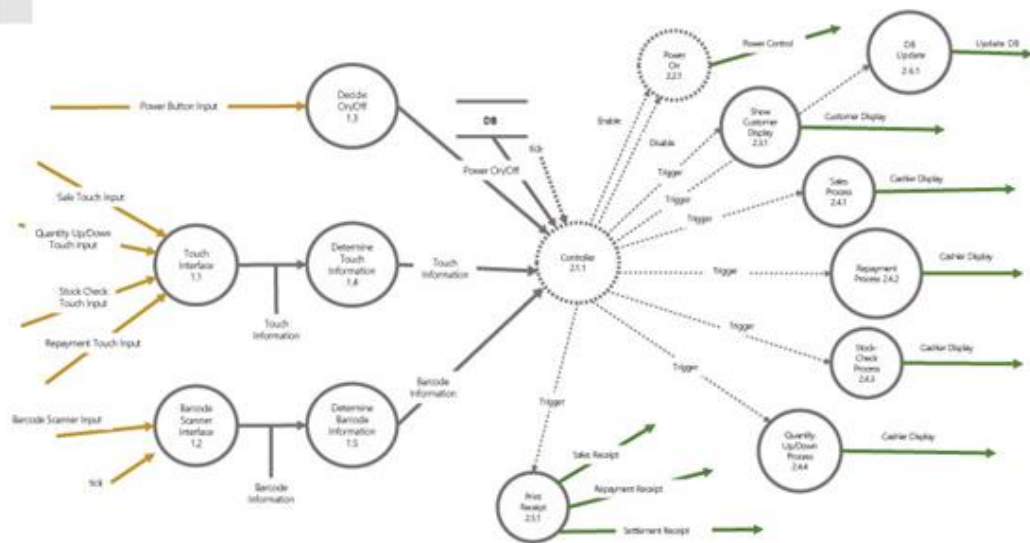 Power Button Input
Decide
On/Off
1.3
DB
Power On/Off
tick
Enable
Disable
Power
On
2.2.1
Power Control
DB
Update
2.6.1
Update DB
Show
Customer
Display
2.3.1
Customer Display
Trigger
Trigger
Trigger
Sales
Process
2.4.1
Cashier Display
Sale Touch Input
Quantity Up/Down
Touch Input
Stock Check
Touch Input
Repayment Touch Input
Touch
Interface
1.1
Touch
Information
Determine
Touch
Information
1.4
Touch
Information
Controller
2.1.1
Trigger
Repayment
Process 2.4.2
Cashier Display
Trigger
Stock-
Check
Process
2.4.3
Cashier Display
Barcode Scanner Input
tick
Barcode
Scanner
Interface
1.2
Barcode
Information
Determine
Barcode
Information
1.5
Barcode
Information
Trigger
Quantity
Up/Down
Process
2.4.4
Cashier Display
Trigger
Print
Receipt
2.5.1
Sales Receipt
Repayment Receipt
Settlement Receipt